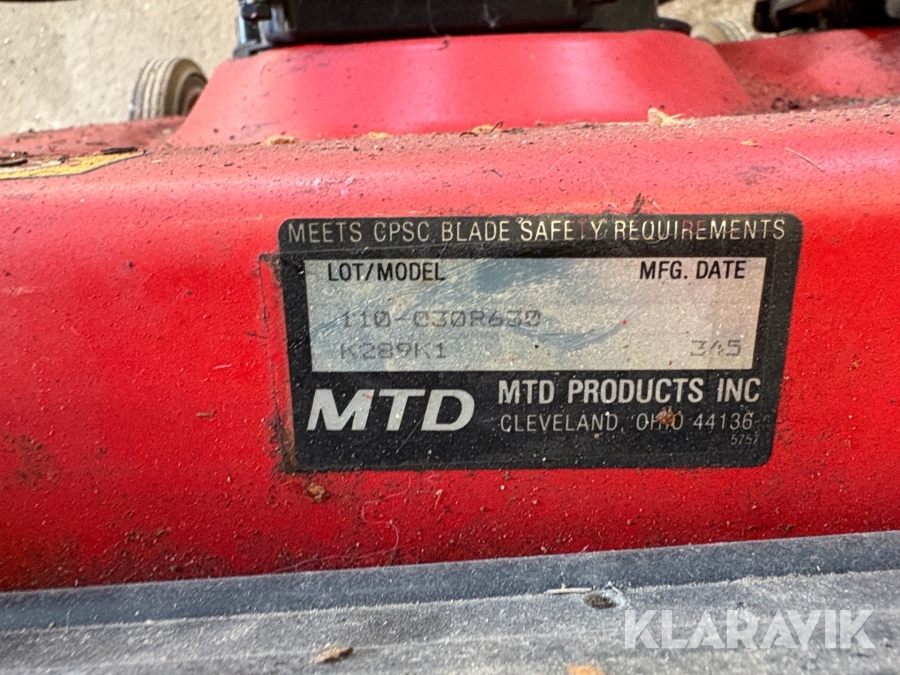 MEETS CPSC BLADE SAFETY REQUIREMENTS
LOT/MODEL MFG. DATE
110-030R630
K289K1 345
MTD MTD PRODUCTS INC
CLEVELAND, OHIO 44136
5757
KLARAVIK